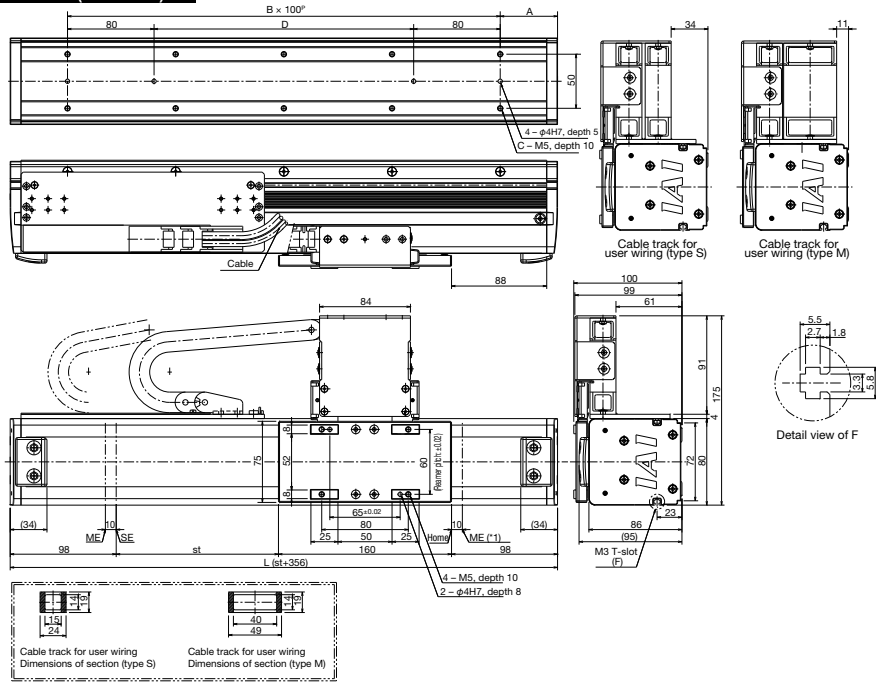 B × 100ᴾ
A
80
D
80
50
4 – φ4H7, depth 5
C – M5, depth 10
34
11
IAI
IAI
Cable track for
user wiring (type S)
Cable track for
user wiring (type M)
Cable
88
84
100
99
61
91
175
4
5.5
2.7
1.8
3.3
5.8
Detail view of F
75
8
52
8
60
(Reamer pitch: ±0.02)
IAI
72
80
65±0.02
80
25
50
25
(34)
10
ME
SE
Home
10
ME (*1)
(34)
23
86
(95)
M3 T-slot
(F)
98
st
160
98
L (st+356)
4 – M5, depth 10
2 – φ4H7, depth 8
14
19
15
24
14
19
40
49
Cable track for user wiring
Dimensions of section (type S)
Cable track for user wiring
Dimensions of section (type M)